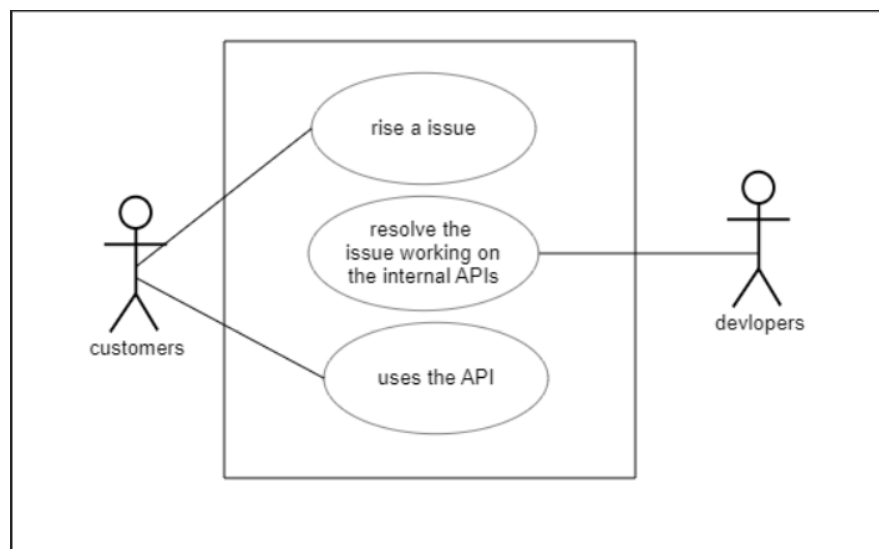 rise a issue
resolve the
issue working on
the internal APIs
customers
devlopers
uses the API